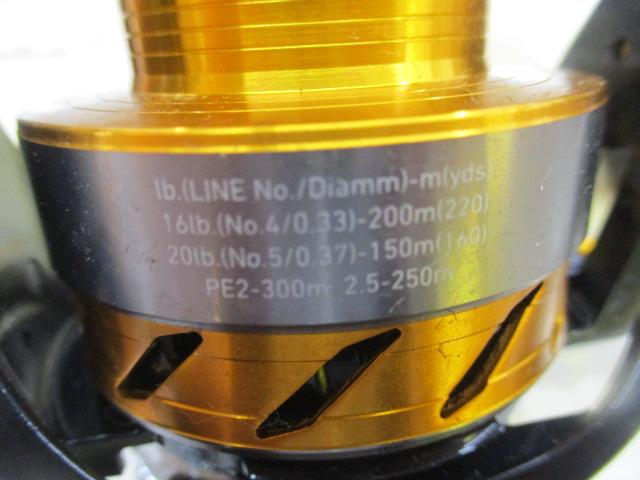 lb.(LINE No./Diamm)-m(yds)
16lb.(No.4/0.33)-200m(220)
20lb.(No.5/0.37)-150m(160)
PE2-300m 2.5-250m